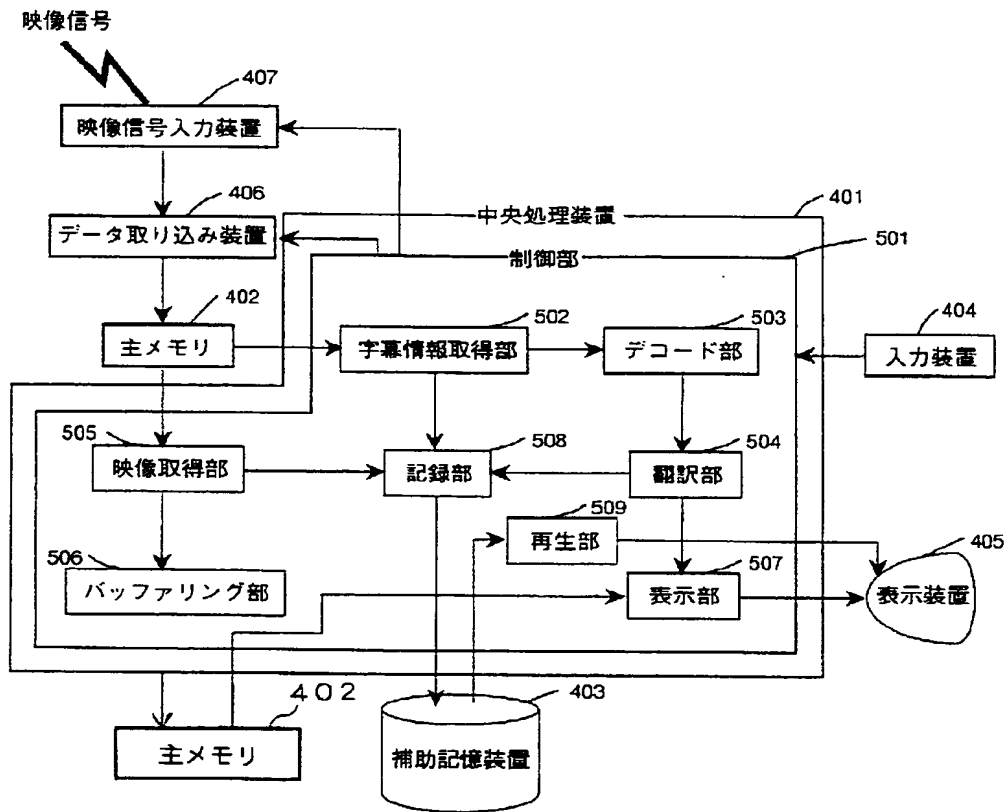 映像信号
407
映像信号入力装置
406
データ取り込み装置
中央処理装置
401
制御部
501
402
主メモリ
502
字幕情報取得部
503
デコード部
404
入力装置
505
映像取得部
508
記録部
504
翻訳部
509
再生部
506
バッファリング部
507
表示部
405
表示装置
402
主メモリ
403
補助記憶装置